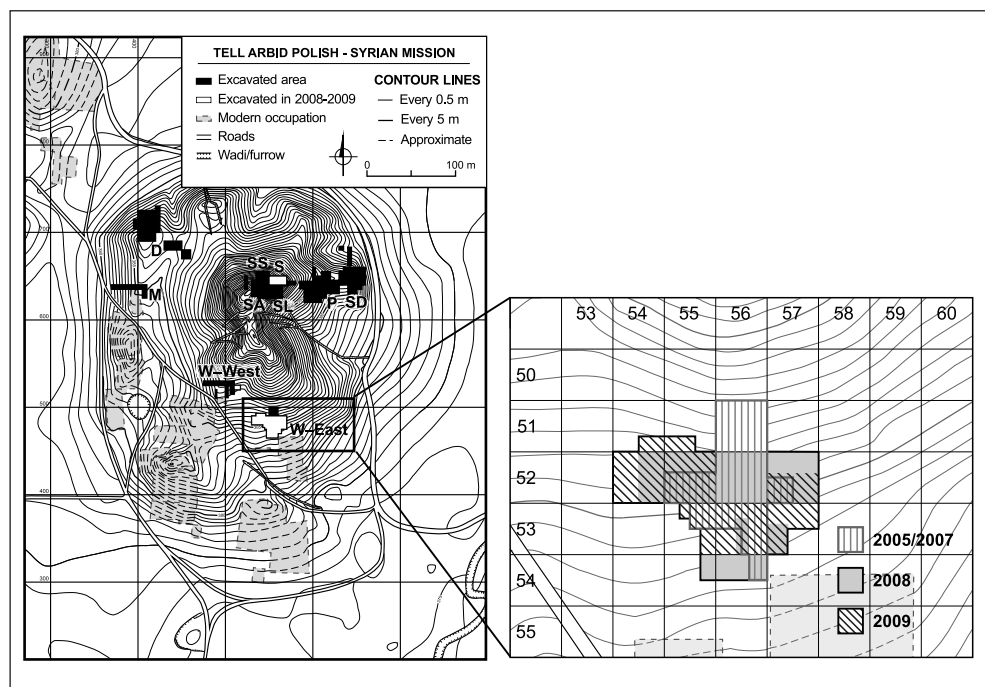 TELL ARBID POLISH - SYRIAN MISSION
Excavated area
Excavated in 2008-2009
Modern occupation
Roads
Wadi/furrow
CONTOUR LINES
Every 0.5 m
Every 5 m
Approximate
0 100 m
700
600
500
400
300
D
M
SS S
SA SL
P SD
W–West
W–East
53 54 55 56 57 58 59 60
50
51
52
53
54
55
2005/2007
2008
2009